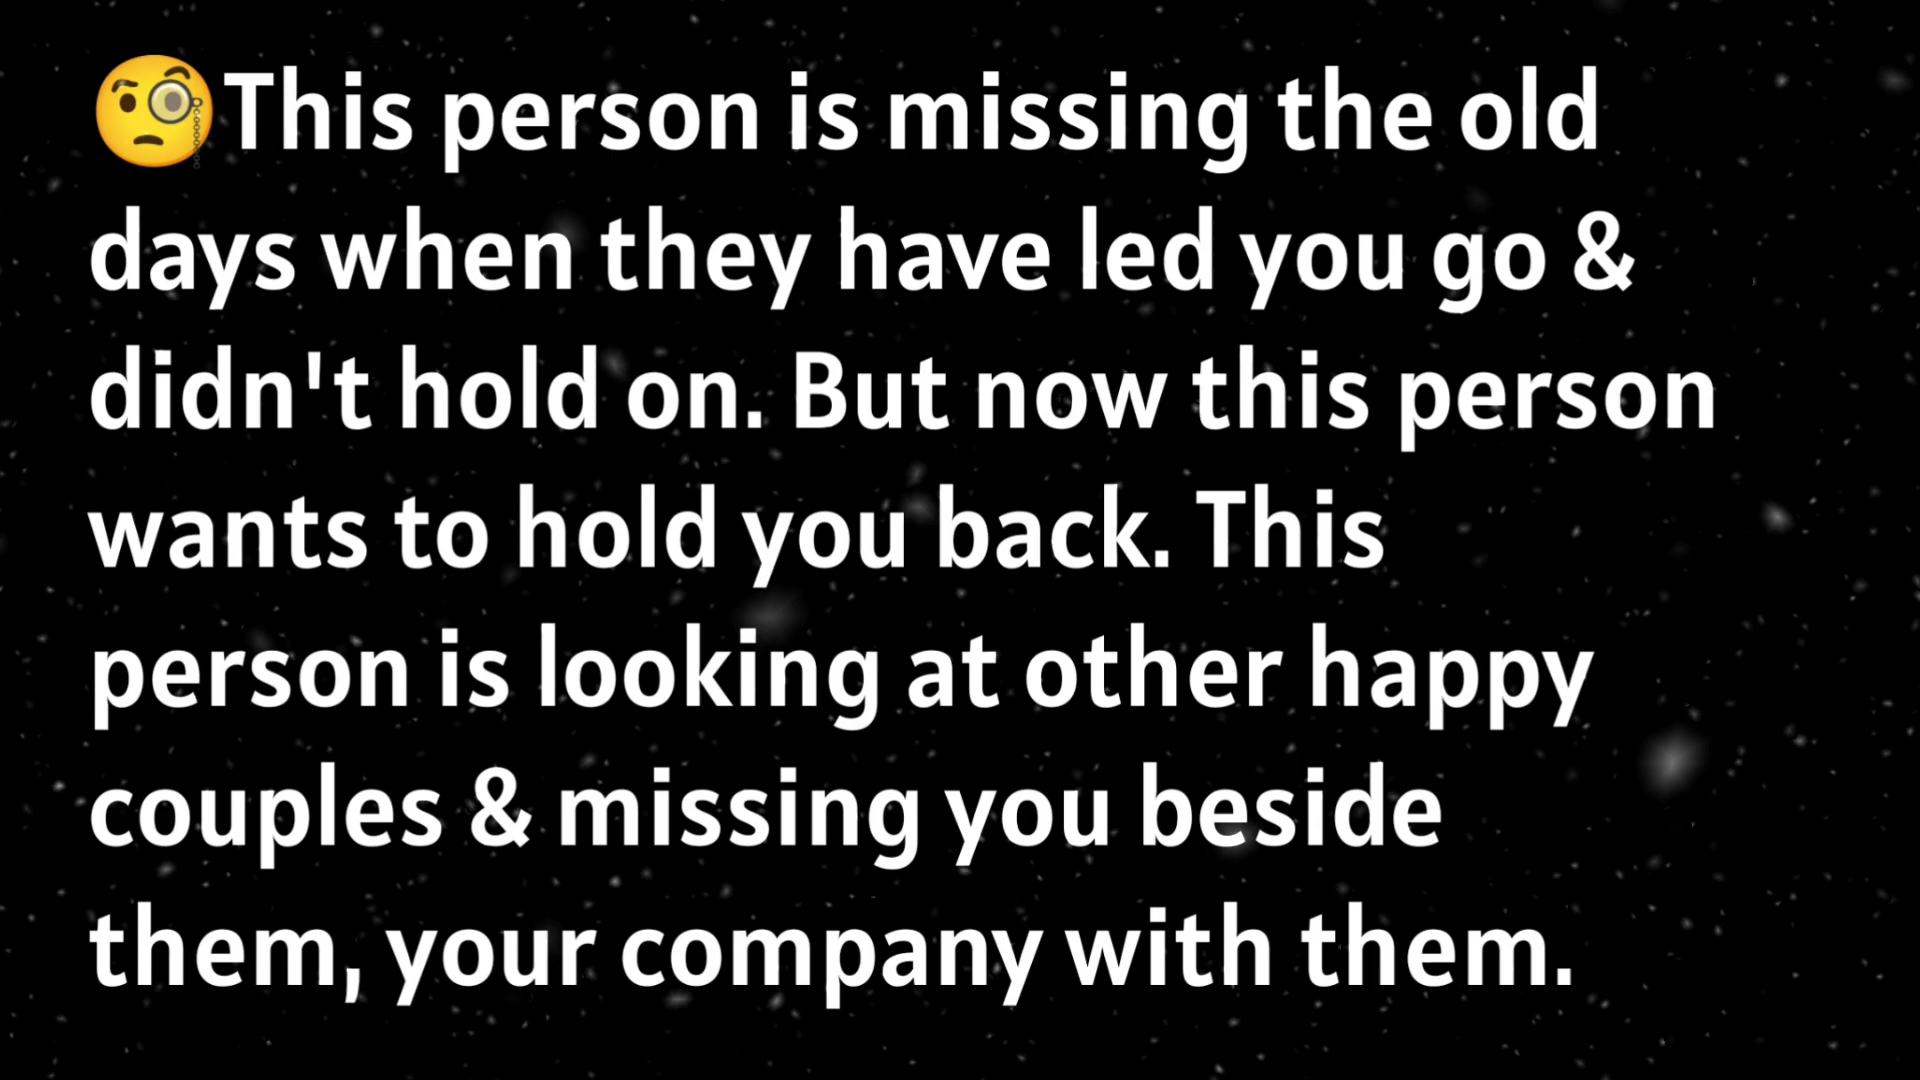 🧐This person is missing the old
days when they have led you go &
didn't hold on. But now this person
wants to hold you back. This
person is looking at other happy
couples & missing you beside
them, your company with them.